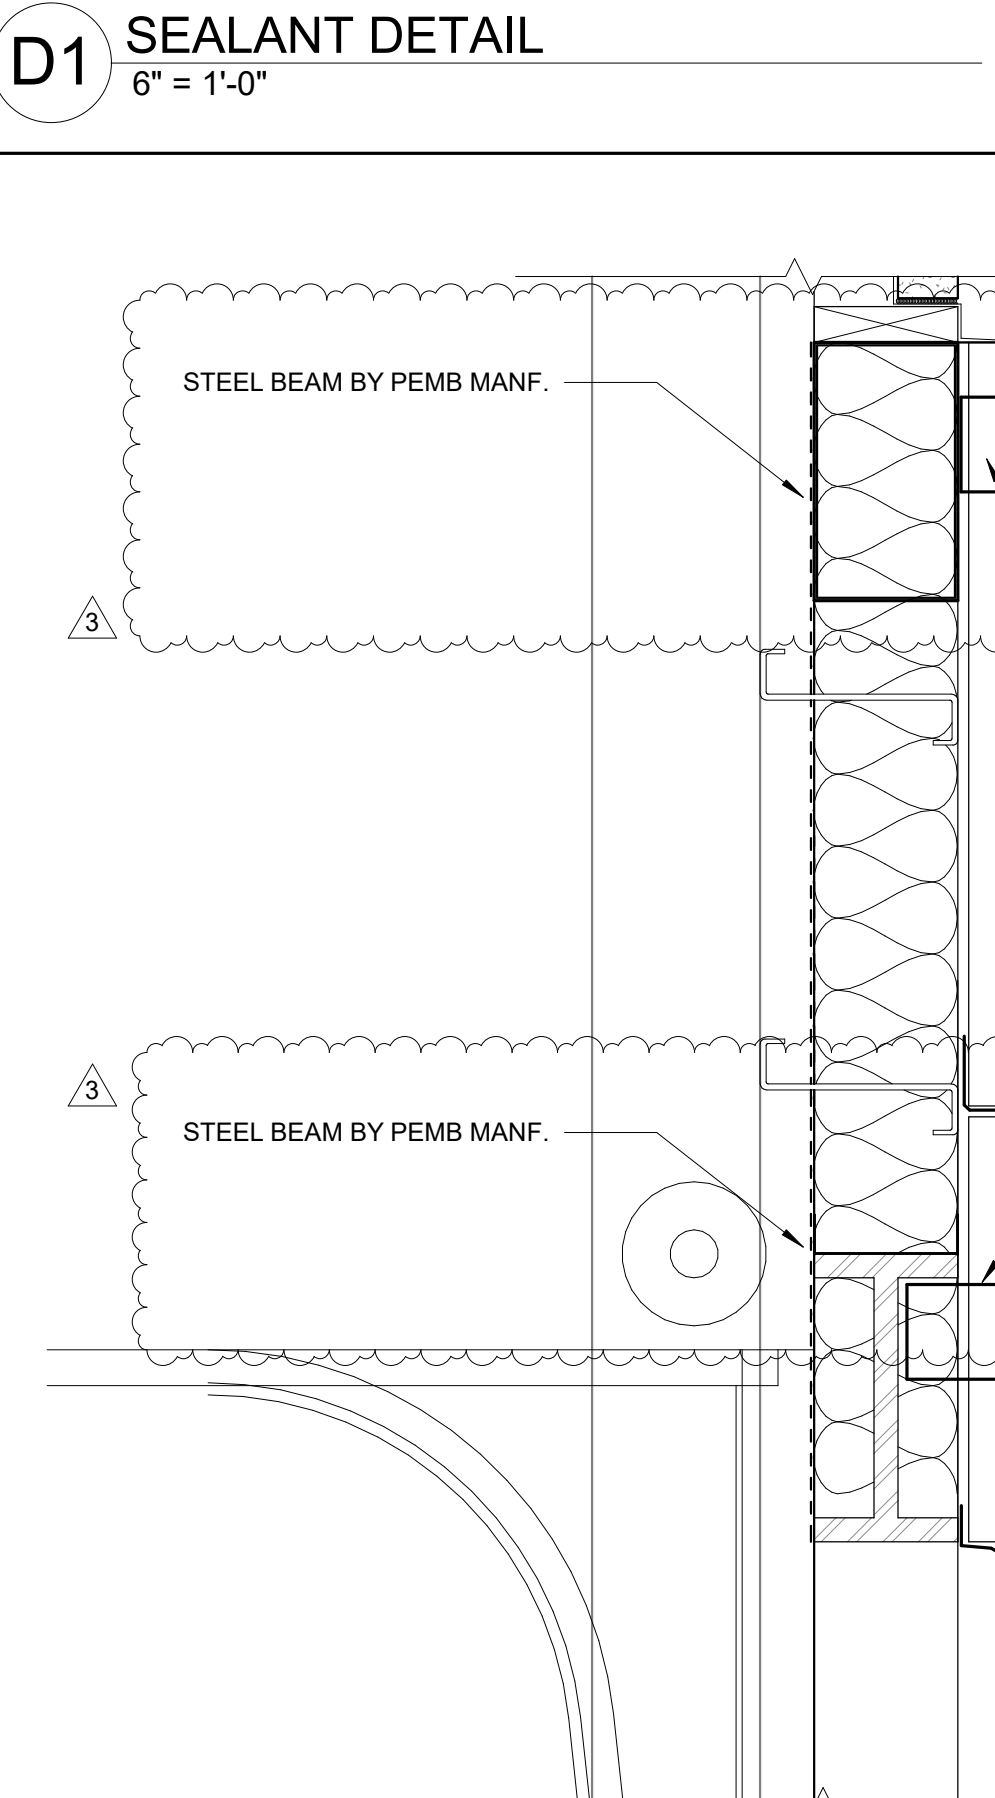 D1
SEALANT DETAIL
6" = 1'-0"
STEEL BEAM BY PEMB MANF.
3
3
STEEL BEAM BY PEMB MANF.